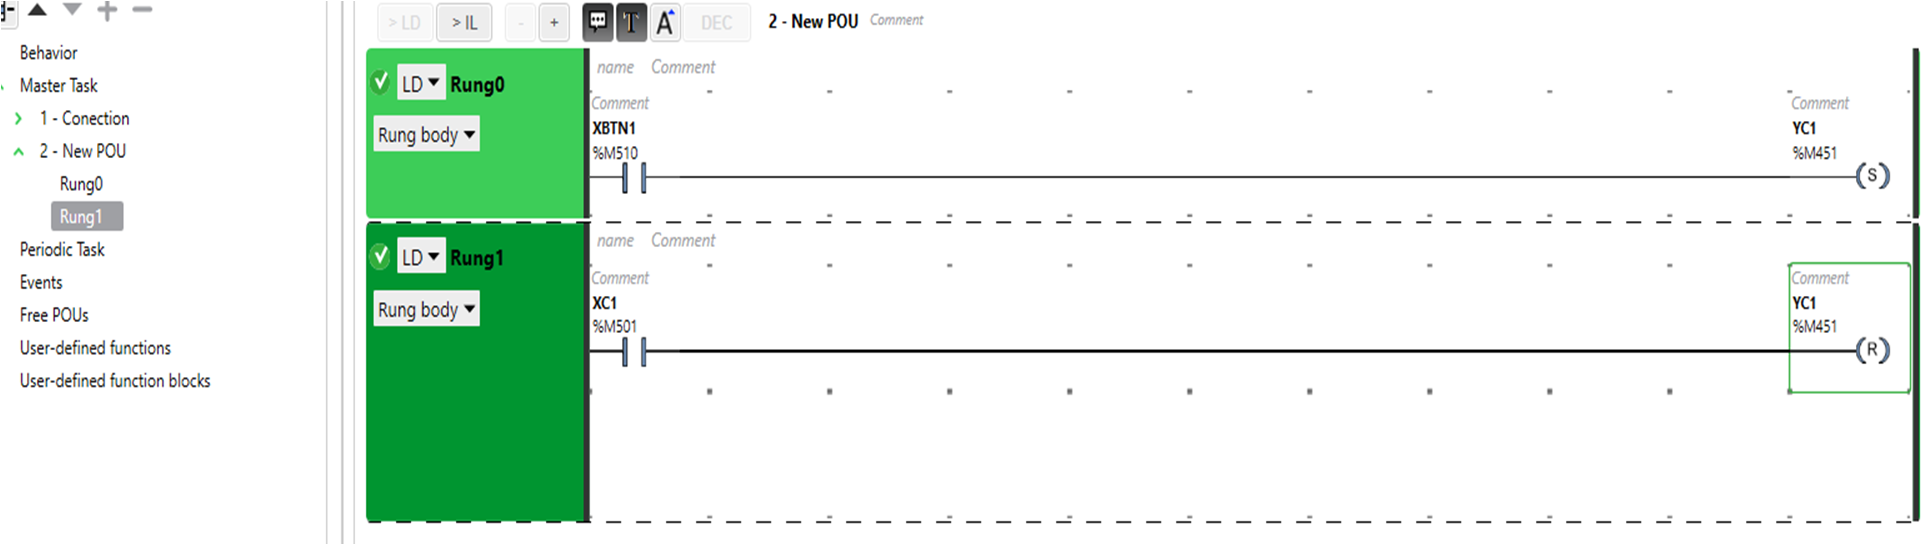 > LD > IL - + T A DEC 2 - New POU Comment
Behavior
Master Task
1 - Conection
2 - New POU
Rung0
Rung1
Periodic Task
Events
Free POUs
User-defined functions
User-defined function blocks
LD Rung0
Rung body
name Comment
Comment
XBTN1
%M510
Comment
YC1
%M451
S
LD Rung1
Rung body
name Comment
Comment
XC1
%M501
Comment
YC1
%M451
R